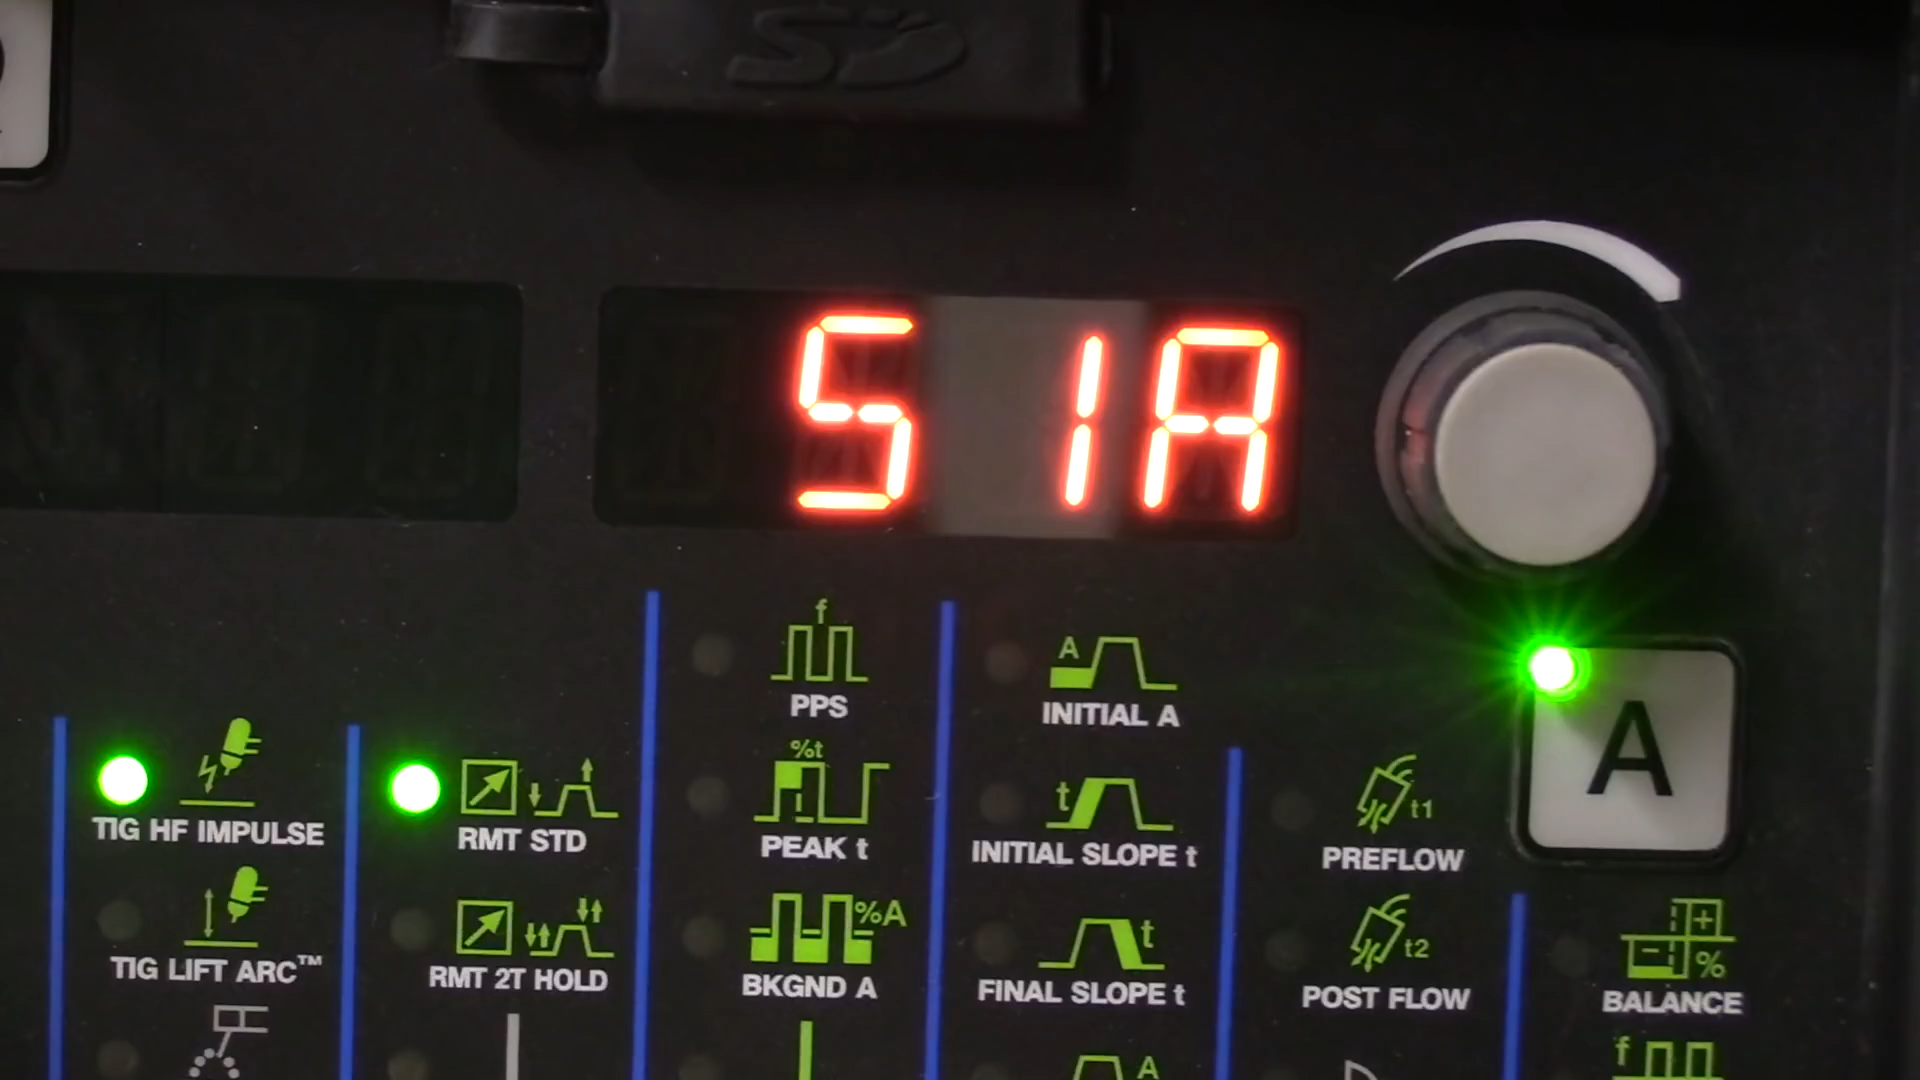 SD
51A
f
PPS
A
INITIAL A
A
%t
PEAK t
t
INITIAL SLOPE t
t1
PREFLOW
TIG HF IMPULSE
RMT STD
%A
BKGND A
t
FINAL SLOPE t
t2
POST FLOW
+
- %
BALANCE
TIG LIFT ARC™
RMT 2T HOLD
A
f